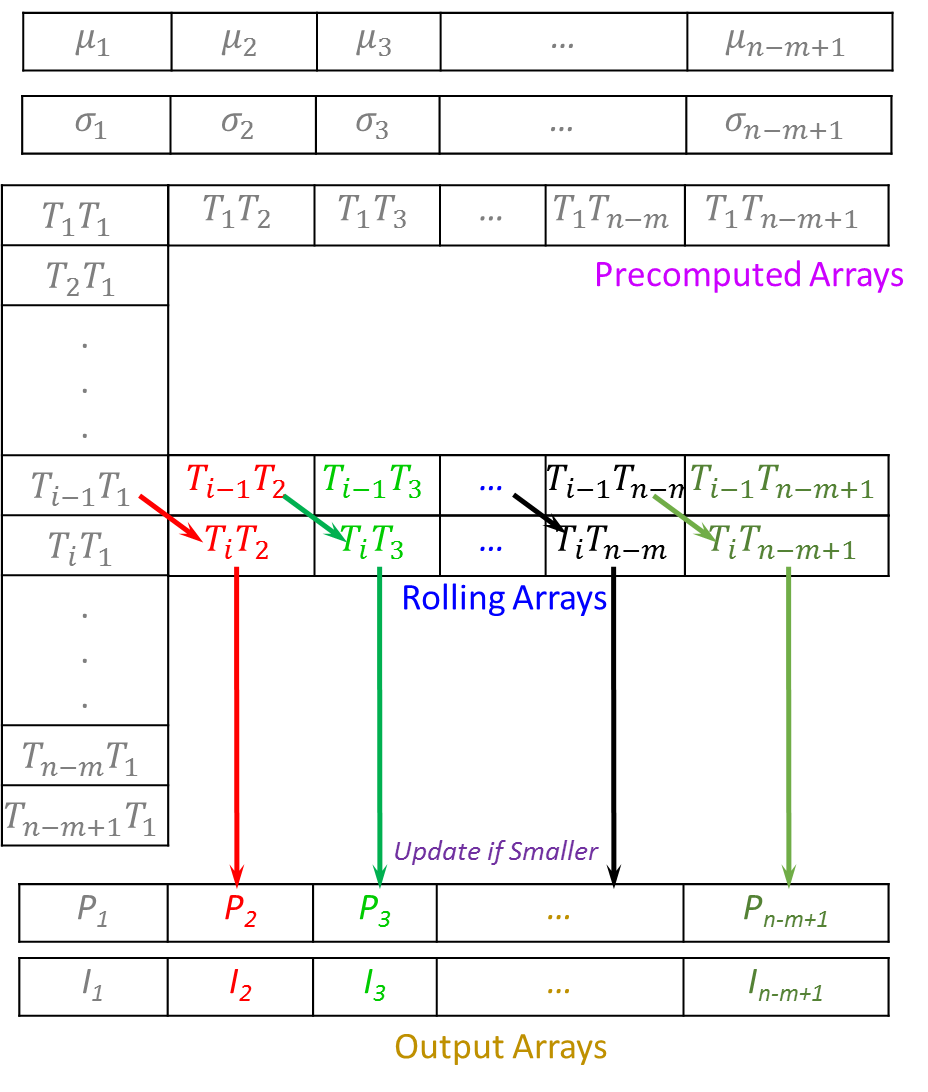 μ₁ μ₂ μ₃ ... μₙ₋ₘ₊₁
σ₁ σ₂ σ₃ ... σₙ₋ₘ₊₁
T₁T₁ T₁T₂ T₁T₃ ... T₁Tₙ₋ₘ T₁Tₙ₋ₘ₊₁
T₂T₁
Precomputed Arrays
.
.
.
Tᵢ₋₁T₁ Tᵢ₋₁T₂ Tᵢ₋₁T₃ ... Tᵢ₋₁Tₙ₋ₘ Tᵢ₋₁Tₙ₋ₘ₊₁
TᵢT₁ TᵢT₂ TᵢT₃ ... TᵢTₙ₋ₘ TᵢTₙ₋ₘ₊₁
Rolling Arrays
.
.
.
Tₙ₋ₘT₁
Tₙ₋ₘ₊₁T₁
Update if Smaller
P₁ P₂ P₃ ... Pₙ₋ₘ₊₁
I₁ I₂ I₃ ... Iₙ₋ₘ₊₁
Output Arrays